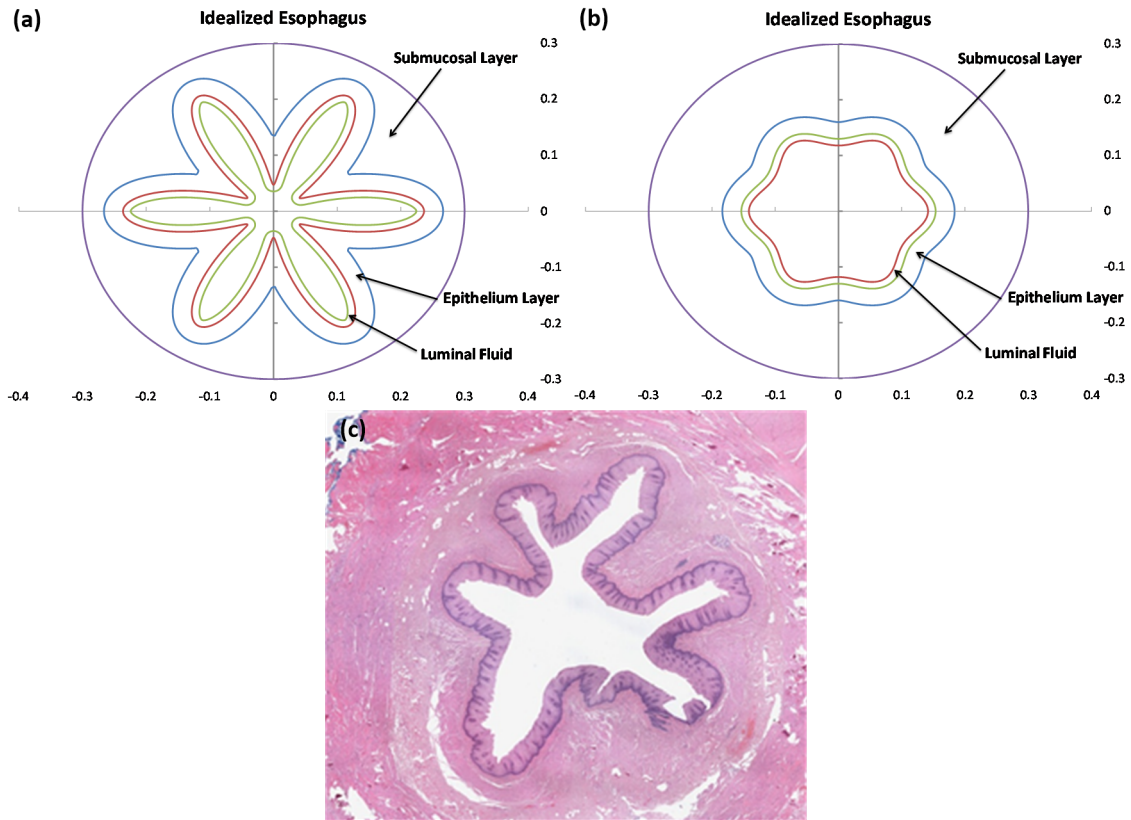 (a)
Idealized Esophagus
0.3
Submucosal Layer
0.2
0.1
0
-0.1
Epithelium Layer
-0.2
Luminal Fluid
-0.3
-0.4 -0.3 -0.2 -0.1 0 0.1 0.2 0.3 0.4
(b)
Idealized Esophagus
0.3
Submucosal Layer
0.2
0.1
0
-0.1
Epithelium Layer
-0.2
Luminal Fluid
-0.3
-0.4 -0.3 -0.2 -0.1 0 0.1 0.2 0.3 0.4
(c)